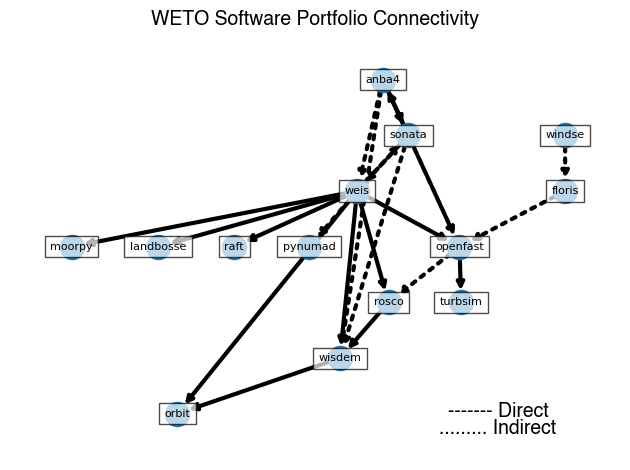 WETO Software Portfolio Connectivity
anba4
sonata
windse
weis
floris
moorpy
landbosse
raft
pynumad
openfast
rosco
turbsim
wisdem
orbit
------- Direct
......... Indirect